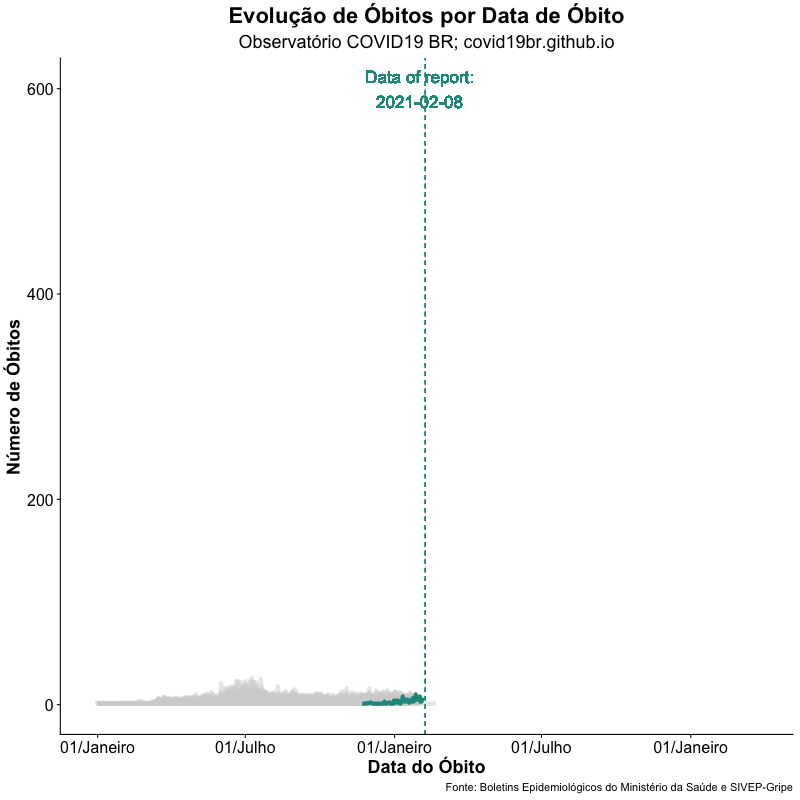 Evolução de Óbitos por Data de Óbito
Observatório COVID19 BR; covid19br.github.io
Data of report:
2021-02-08
600
400
200
0
Número de Óbitos
01/Janeiro
01/Julho
01/Janeiro
01/Julho
01/Janeiro
Data do Óbito
Fonte: Boletins Epidemiológicos do Ministério da Saúde e SIVEP-Gripe